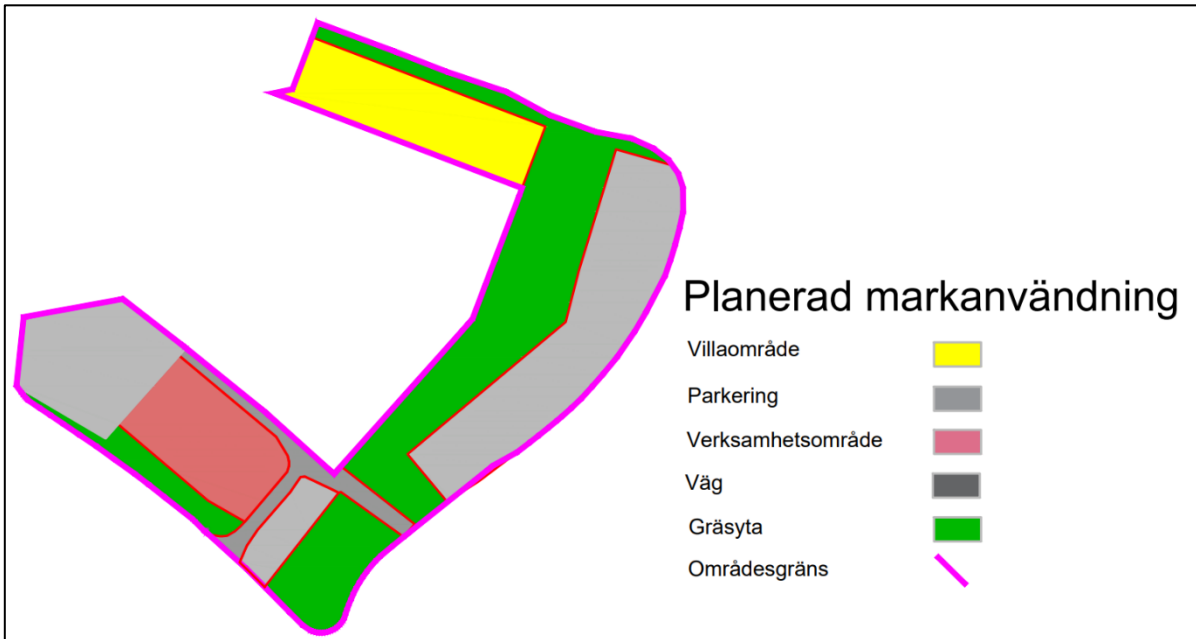 Planerad markanvändning
Villaområde
Parkering
Verksamhetsområde
Väg
Gräsyta
Områdesgräns